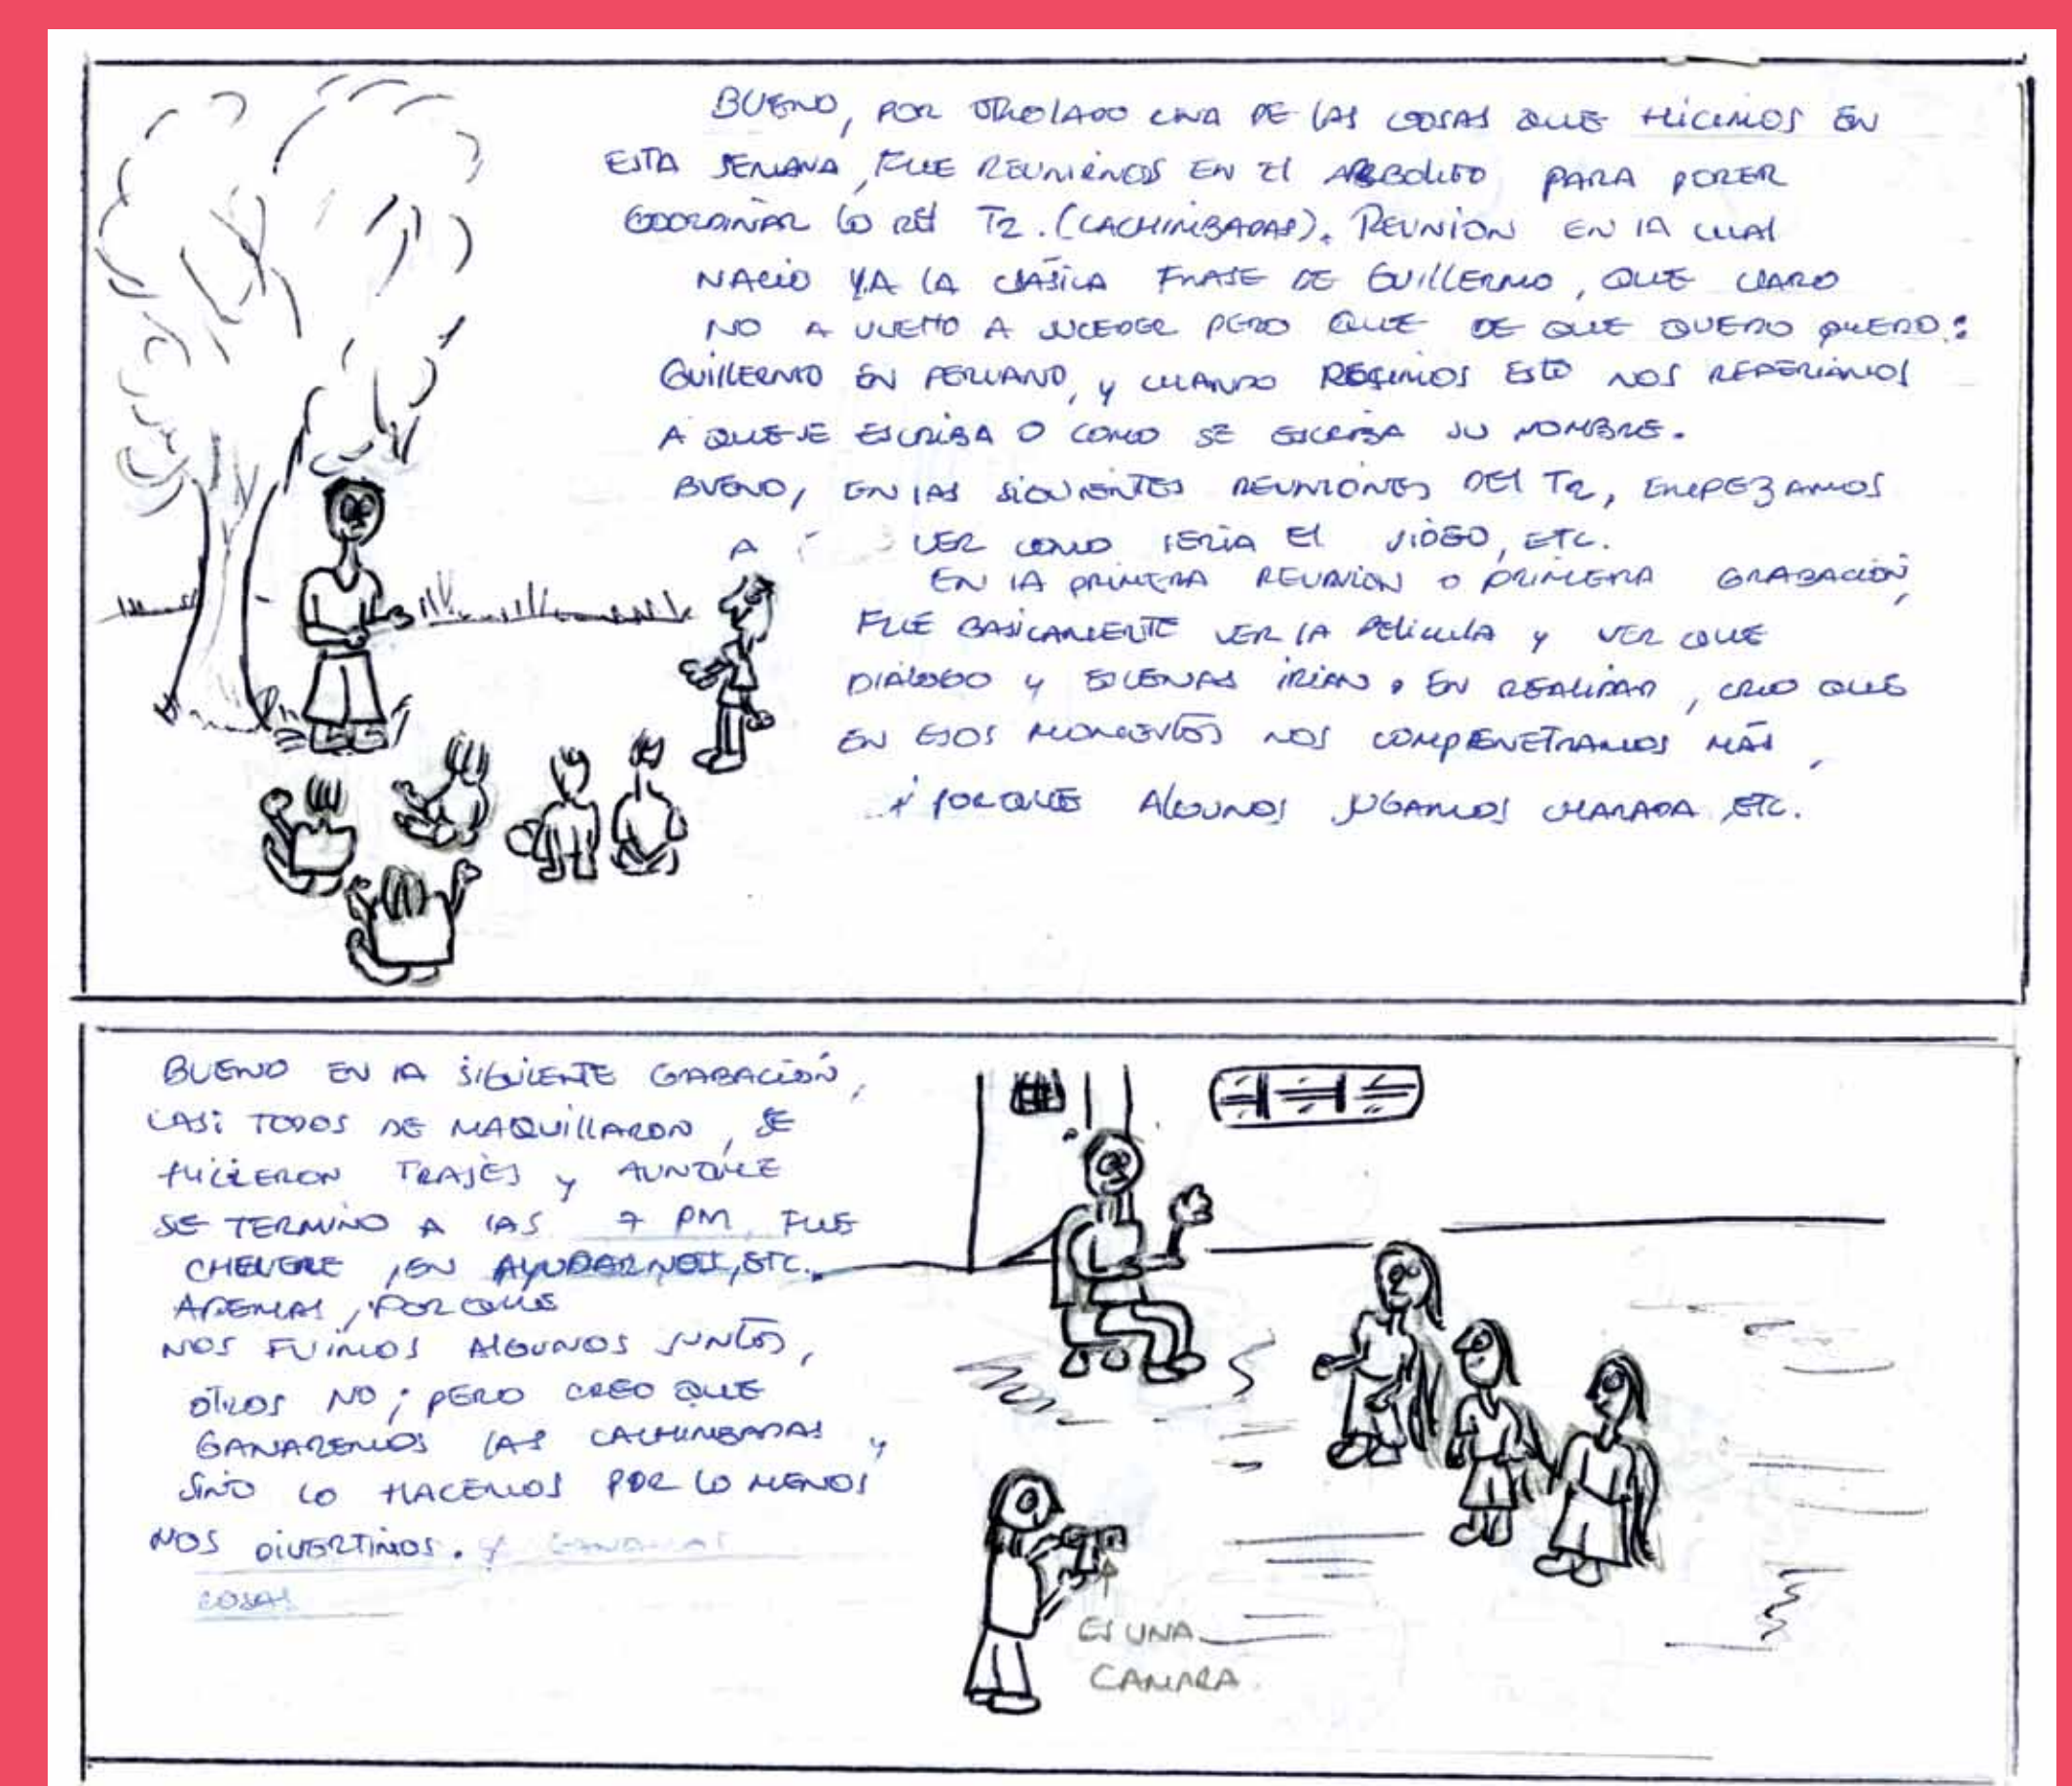 BUENO, POR OTROLADO UNA DE LAS COSAS QUE HICIMOS EN
ESTA SEMANA, FUE REUNIRNOS EN El ARBOLITO PARA PODER
COORDINAR LO DEl T2. (CACHIMBADAS). REUNION EN lA CUAl
NACIO YA LA CLÁSICA FRASE DE GUILLERMO, QUE CLARO
NO A VUELTO A SUCEDER PERO QUE DE QUE QUEDO QUEDO:
GUILLERMO EN PERUANO, y CUANDO DECIMOS ESTO NOS REFERIAMOS
A QUE SE ESCRIBA O COMO SE ESCRIBA SU NOMBRE.
BUENO, EN lAS SIGUIENTES REUNIONES DEl T2, EMPEZAMOS
A VER COMO SERIA El VIDEO, ETC.
EN lA PRIMERA REUNION o PRIMERA GRABACIÓN,
FUE BASICAMENTE VER lA PELICULA y VER QUE
DIALOGO y ESCENAS IRIAN. EN REALIDAD, CREO QUE
EN ESOS MOMENTOS NOS COMPENETRAMOS MÁS,
PORQUE AlGUNOS JUGAMOS CHARADA, ETC.
BUENO EN lA SIGUIENTE GRABACIÓN,
CASI TODOS SE MAQUILLARON, SE
HICIERON TRAJES y AUNQUE
SE TERMINO A lAS 7 PM, FUE
CHEVERE, EN AYUDARNOS, ETC.
ADEMAS, PORQUE
NOS FUIMOS AlGUNOS JUNTOS,
OTROS NO; PERO CREO QUE
GANAREMOS LAS CACHIMBADAS y
SINO LO HACEMOS POR LO MENOS
NOS DIVERTIMOS. y
COSAS
ES UNA
CAMARA.